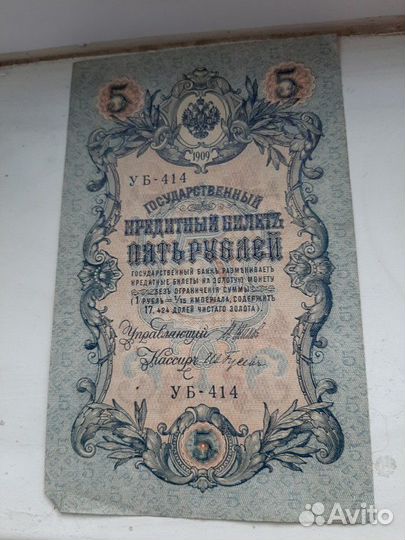 5 5
1909
УБ-414
ГОСУДАРСТВЕННЫЙ
КРЕДИТНЫЙ БИЛЕТЪ
ПЯТЬ РУБЛЕЙ
ГОСУДАРСТВЕННЫЙ БАНКЪ РАЗМѢНИВАЕТЪ
КРЕДИТНЫЕ БИЛЕТЫ НА ЗОЛОТУЮ МОНЕТУ
БЕЗЪ ОГРАНИЧЕНІЯ СУММЫ
(1 РУБЛЬ = 1/15 ИМПЕРІАЛА, СОДЕРЖИТЪ
17,424 ДОЛЕЙ ЧИСТАГО ЗОЛОТА).
Управляющій
Кассиръ
УБ-414
5
Avito